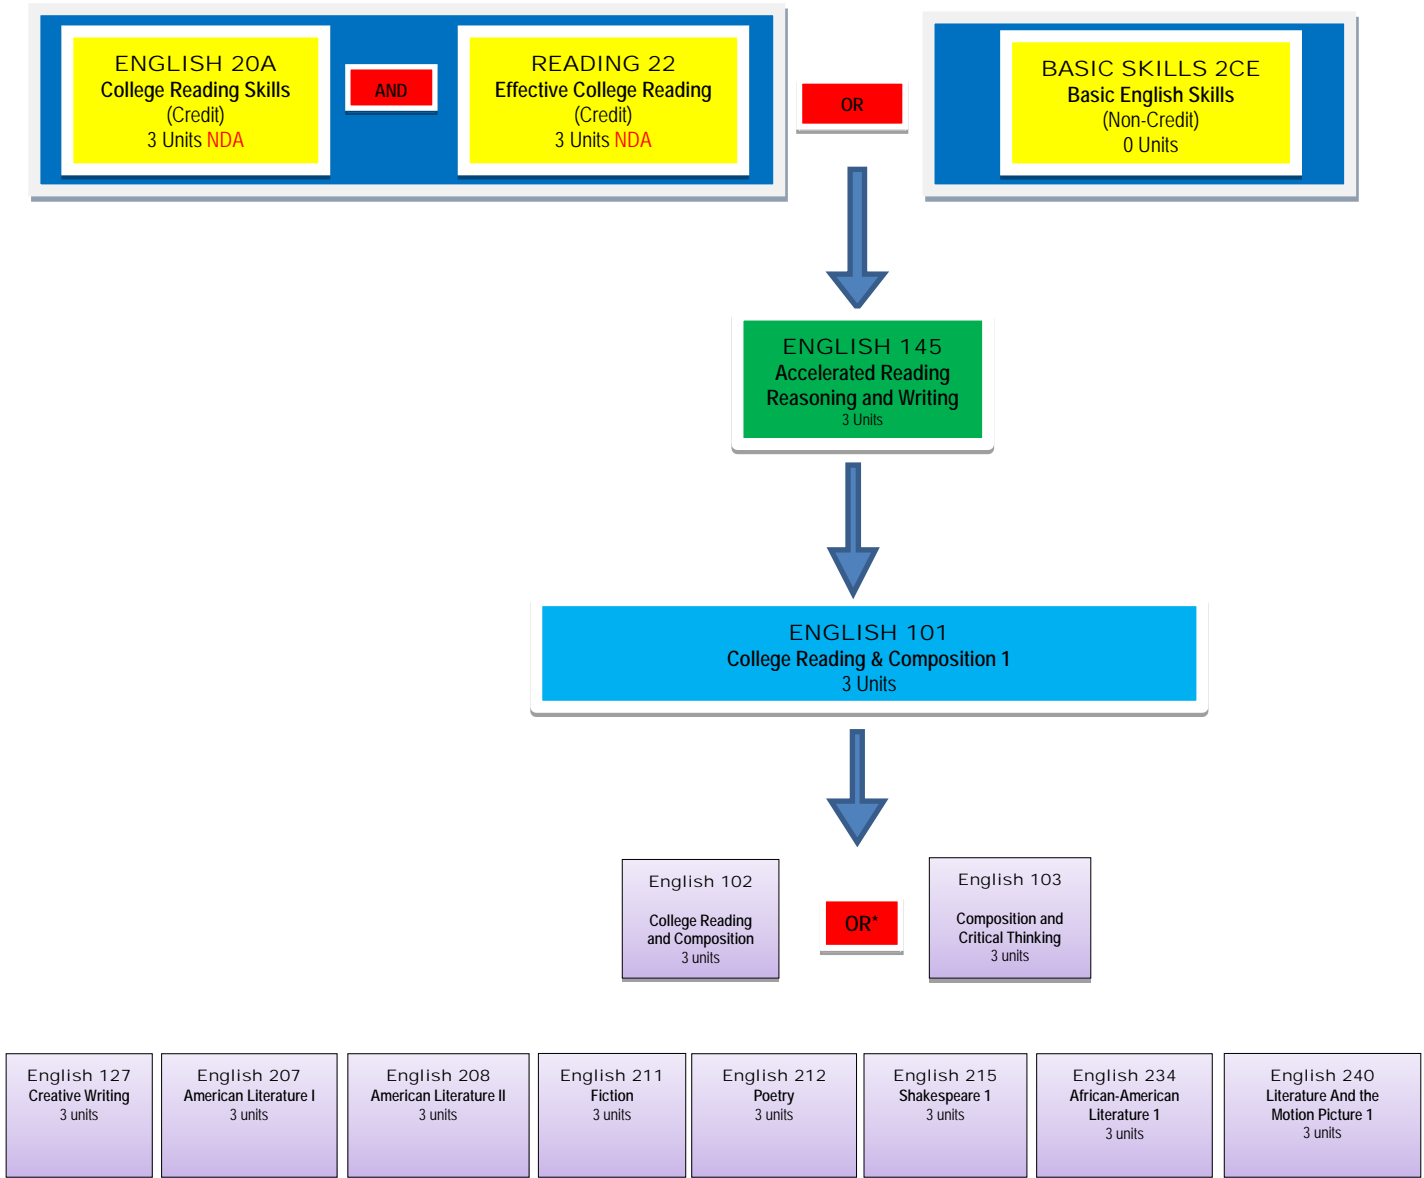 ENGLISH 20A
College Reading Skills
(Credit)
3 Units NDA
AND
READING 22
Effective College Reading
(Credit)
3 Units NDA
OR
BASIC SKILLS 2CE
Basic English Skills
(Non-Credit)
0 Units
ENGLISH 145
Accelerated Reading
Reasoning and Writing
3 Units
ENGLISH 101
College Reading & Composition 1
3 Units
English 102
College Reading
and Composition
3 units
OR*
English 103
Composition and
Critical Thinking
3 units
English 127
Creative Writing
3 units
English 207
American Literature I
3 units
English 208
American Literature II
3 units
English 211
Fiction
3 units
English 212
Poetry
3 units
English 215
Shakespeare 1
3 units
English 234
African-American
Literature 1
3 units
English 240
Literature And the
Motion Picture 1
3 units